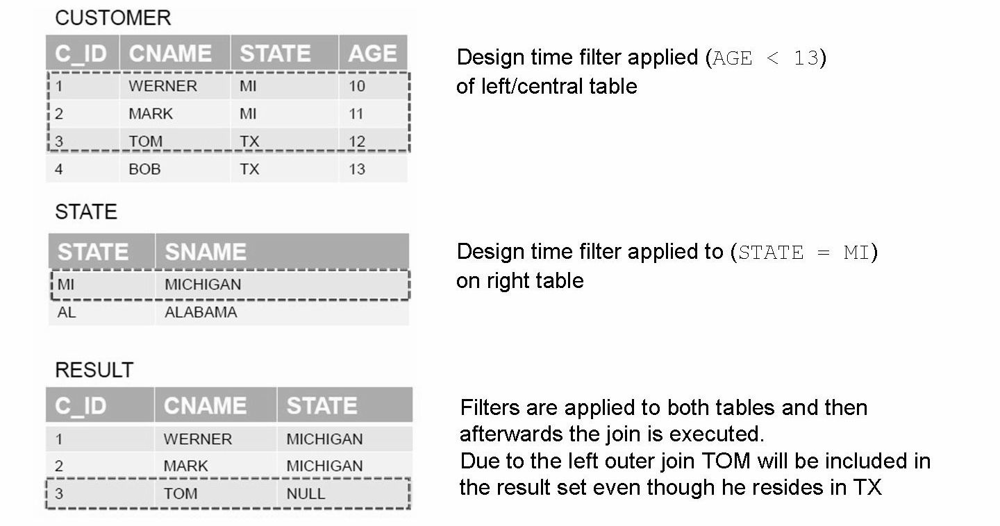 CUSTOMER
C_ID CNAME STATE AGE
1 WERNER MI 10
2 MARK MI 11
3 TOM TX 12
4 BOB TX 13
Design time filter applied (AGE < 13)
of left/central table
STATE
STATE SNAME
MI MICHIGAN
AL ALABAMA
Design time filter applied to (STATE = MI)
on right table
RESULT
C_ID CNAME STATE
1 WERNER MICHIGAN
2 MARK MICHIGAN
3 TOM NULL
Filters are applied to both tables and then
afterwards the join is executed.
Due to the left outer join TOM will be included in
the result set even though he resides in TX